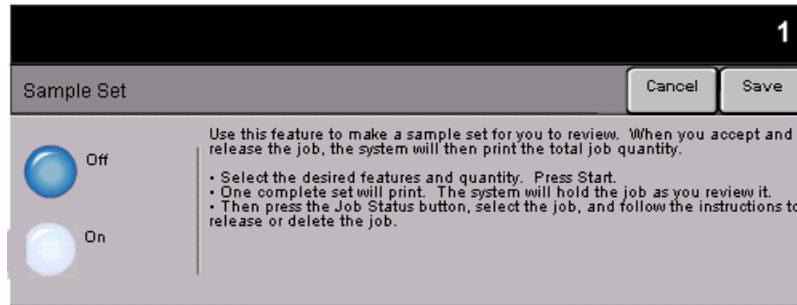 1
Sample Set
Cancel
Save
Off
Use this feature to make a sample set for you to review. When you accept and
release the job, the system will then print the total job quantity.
• Select the desired features and quantity. Press Start.
• One complete set will print. The system will hold the job as you review it.
• Then press the Job Status button, select the job, and follow the instructions to
release or delete the job.
On